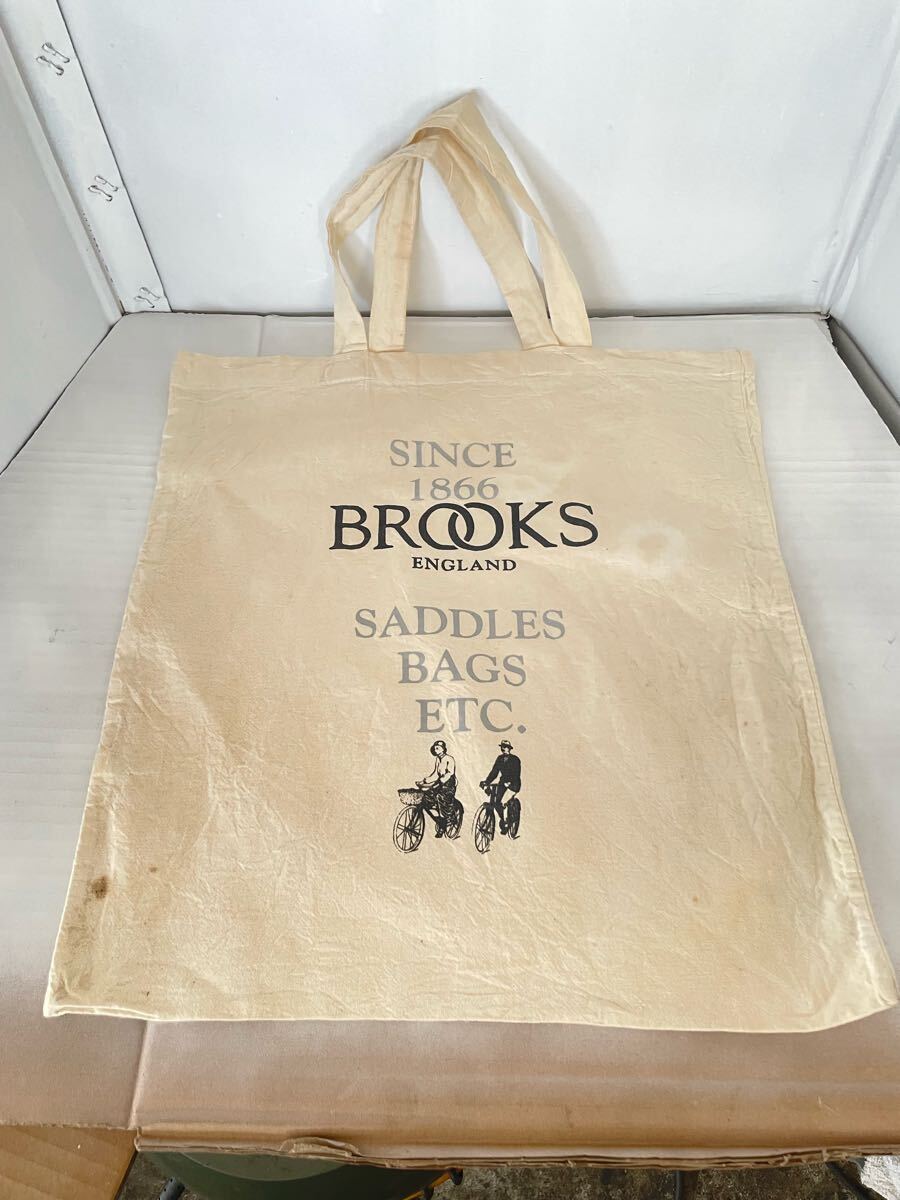 SINCE
1866
BROOKS
ENGLAND
SADDLES
BAGS
ETC.